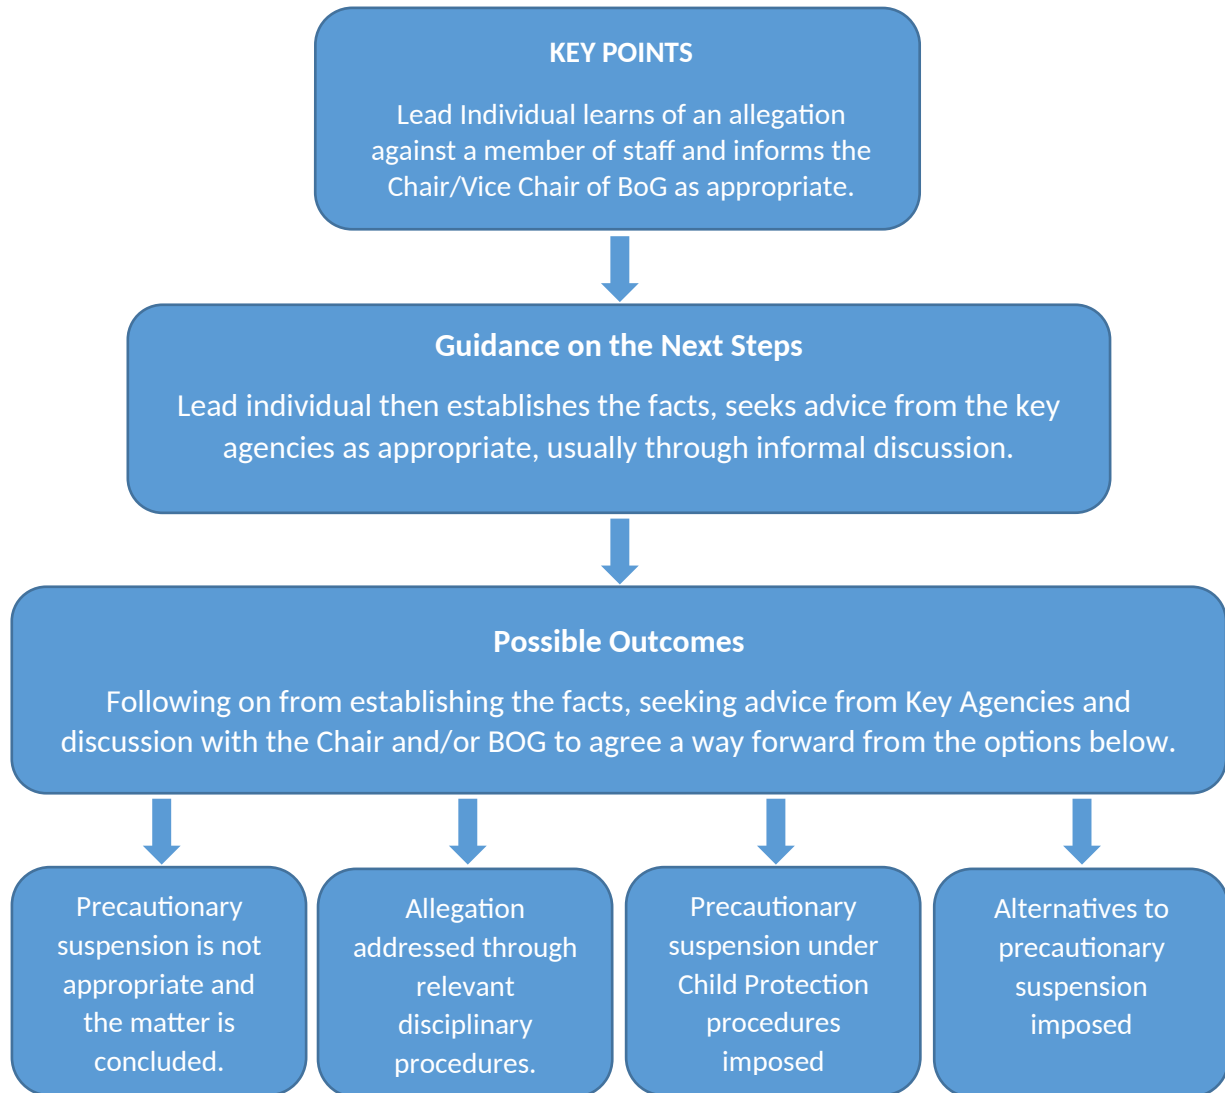 KEY POINTS
Lead Individual learns of an allegation
against a member of staff and informs the
Chair/Vice Chair of BoG as appropriate.
Guidance on the Next Steps
Lead individual then establishes the facts, seeks advice from the key
agencies as appropriate, usually through informal discussion.
Possible Outcomes
Following on from establishing the facts, seeking advice from Key Agencies and
discussion with the Chair and/or BOG to agree a way forward from the options below.
Precautionary
suspension is not
appropriate and
the matter is
concluded.
Allegation
addressed through
relevant
disciplinary
procedures.
Precautionary
suspension under
Child Protection
procedures
imposed
Alternatives to
precautionary
suspension
imposed